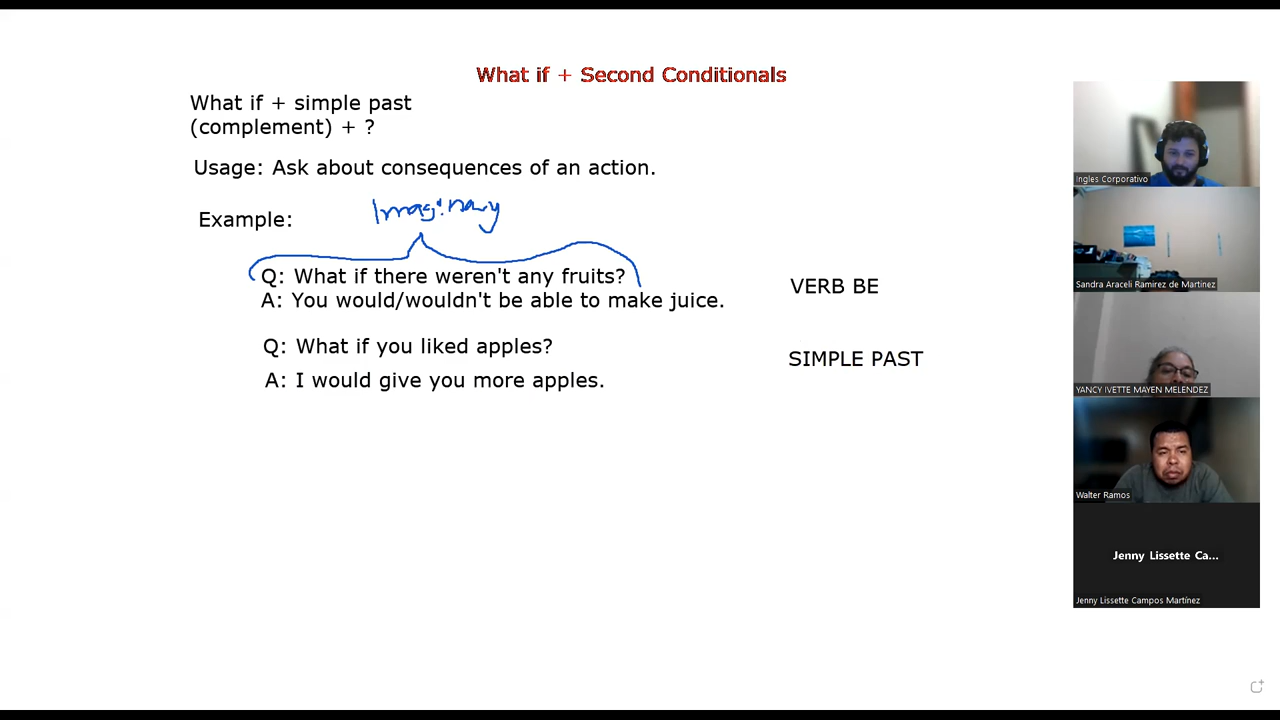 What if + Second Conditionals
What if + simple past
(complement) + ?
Usage: Ask about consequences of an action.
Example:
Imaginary
Q: What if there weren't any fruits?
A: You would/wouldn't be able to make juice.
VERB BE
Q: What if you liked apples?
SIMPLE PAST
A: I would give you more apples.
Ingles Corporativo
Sandra Araceli Ramirez de Martinez
YANCY IVETTE MAYEN MELENDEZ
Walter Ramos
Jenny Lissette Ca...
Jenny Lissette Campos Martínez